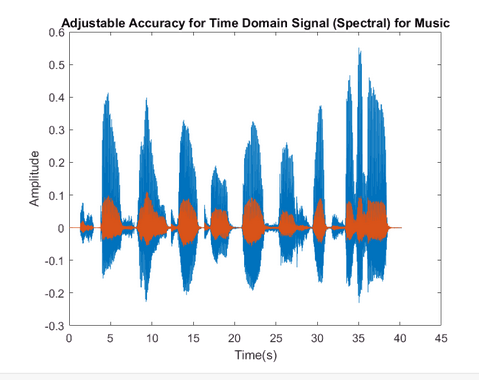 Adjustable Accuracy for Time Domain Signal (Spectral) for Music
0.6
0.5
0.4
0.3
0.2
0.1
0
-0.1
-0.2
-0.3
Amplitude
0 5 10 15 20 25 30 35 40 45
Time(s)